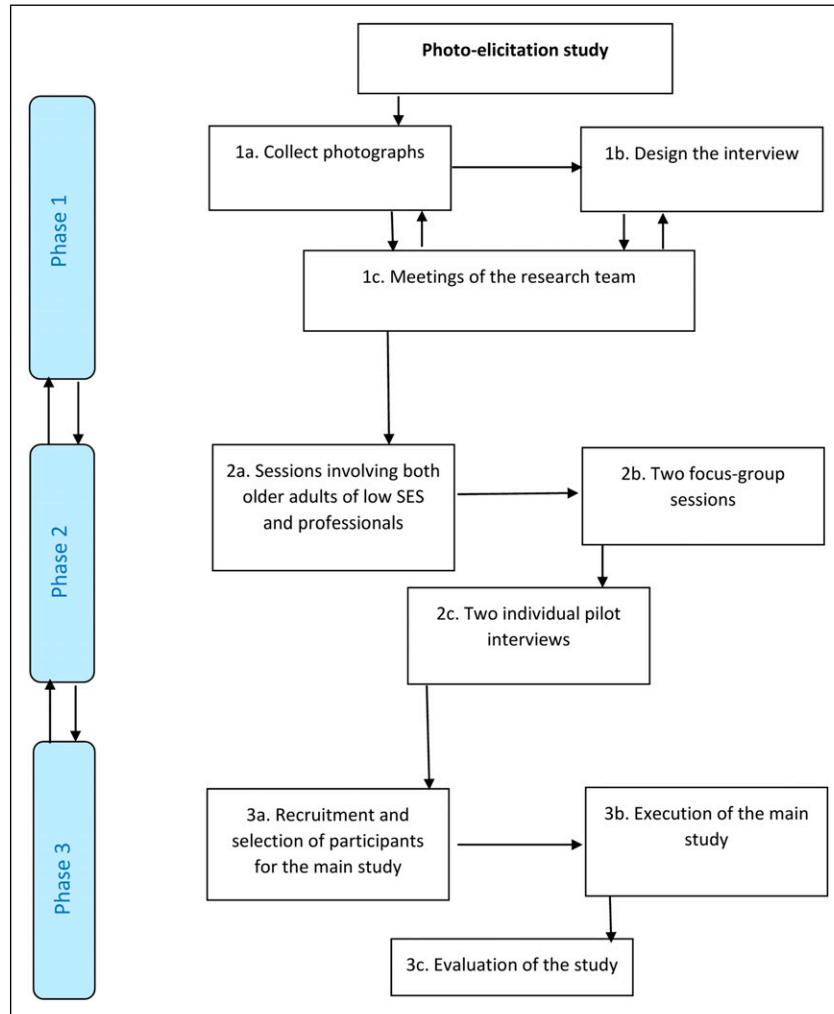 Photo-elicitation study
Phase 1
1a. Collect photographs
1b. Design the interview
1c. Meetings of the research team
Phase 2
2a. Sessions involving both
older adults of low SES
and professionals
2b. Two focus-group
sessions
2c. Two individual pilot
interviews
Phase 3
3a. Recruitment and
selection of participants
for the main study
3b. Execution of the main
study
3c. Evaluation of the study